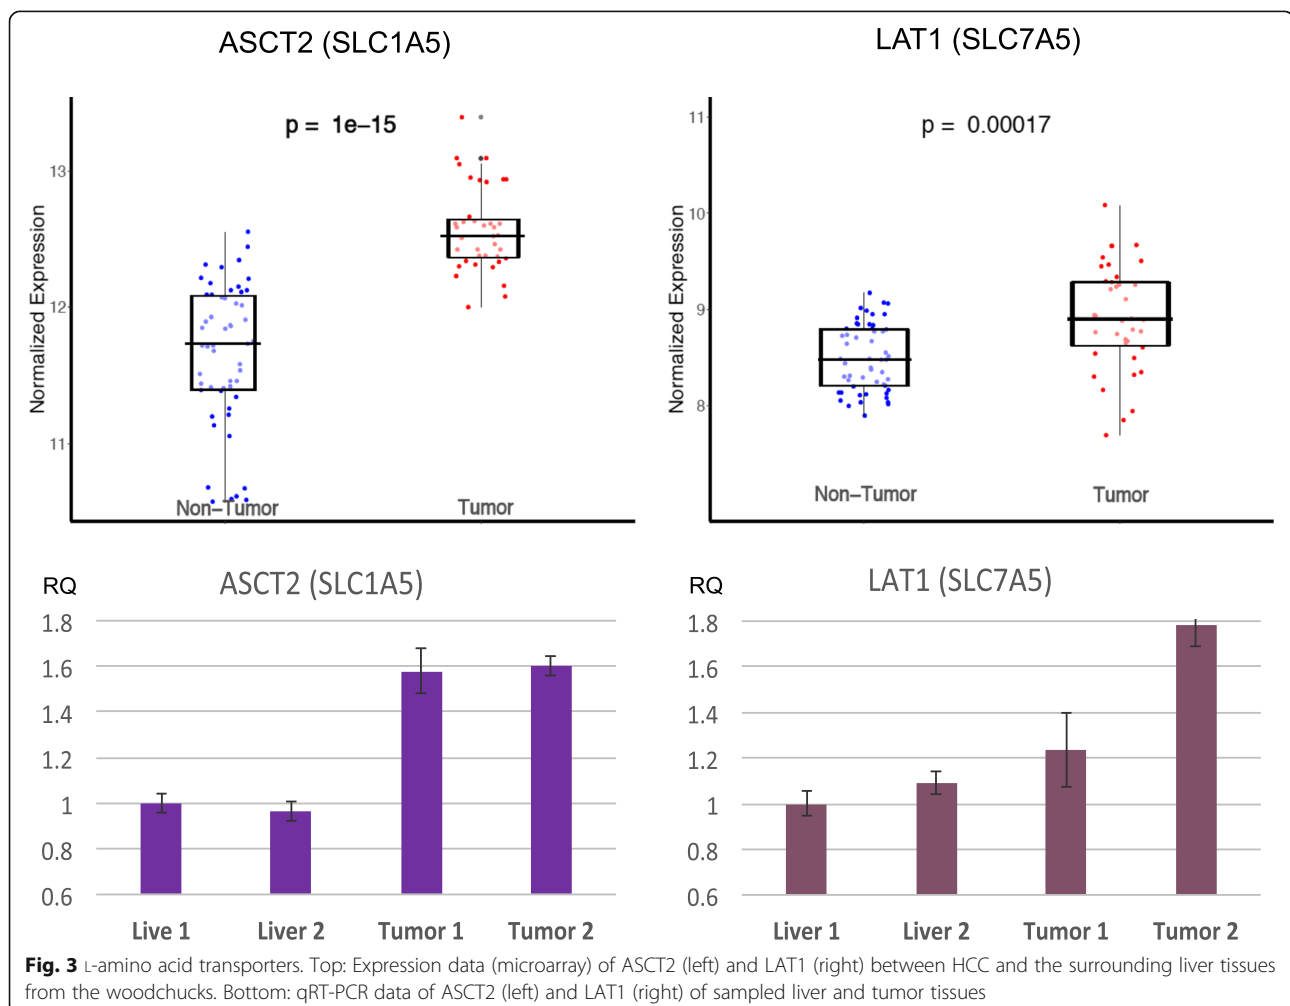 ASCT2 (SLC1A5)
LAT1 (SLC7A5)
p = 1e−15
13
12
11
Normalized Expression
Non−Tumor
Tumor
p = 0.00017
11
10
9
8
Normalized Expression
Non−Tumor
Tumor
RQ
ASCT2 (SLC1A5)
1.8
1.6
1.4
1.2
1
0.8
0.6
Live 1
Liver 2
Tumor 1
Tumor 2
RQ
LAT1 (SLC7A5)
1.8
1.6
1.4
1.2
1
0.8
0.6
Liver 1
Liver 2
Tumor 1
Tumor 2
Fig. 3 L-amino acid transporters. Top: Expression data (microarray) of ASCT2 (left) and LAT1 (right) between HCC and the surrounding liver tissues
from the woodchucks. Bottom: qRT-PCR data of ASCT2 (left) and LAT1 (right) of sampled liver and tumor tissues